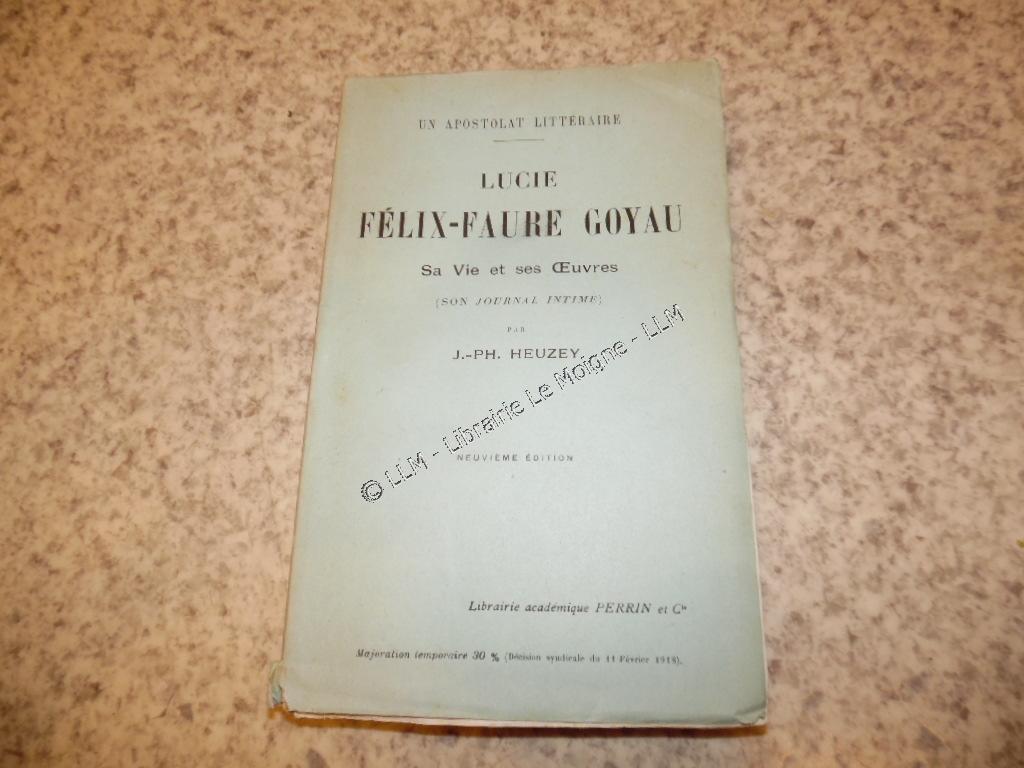 UN APOSTOLAT LITTÉRAIRE
LUCIE
FÉLIX-FAURE GOYAU
Sa Vie et ses Œuvres
(SON JOURNAL INTIME)
PAR
J.-PH. HEUZEY
© LLM - Librairie Le Moigne - LLM
NEUVIÈME ÉDITION
Librairie académique PERRIN et Cie
Majoration temporaire 30 % (Décision syndicale du 11 Février 1918).